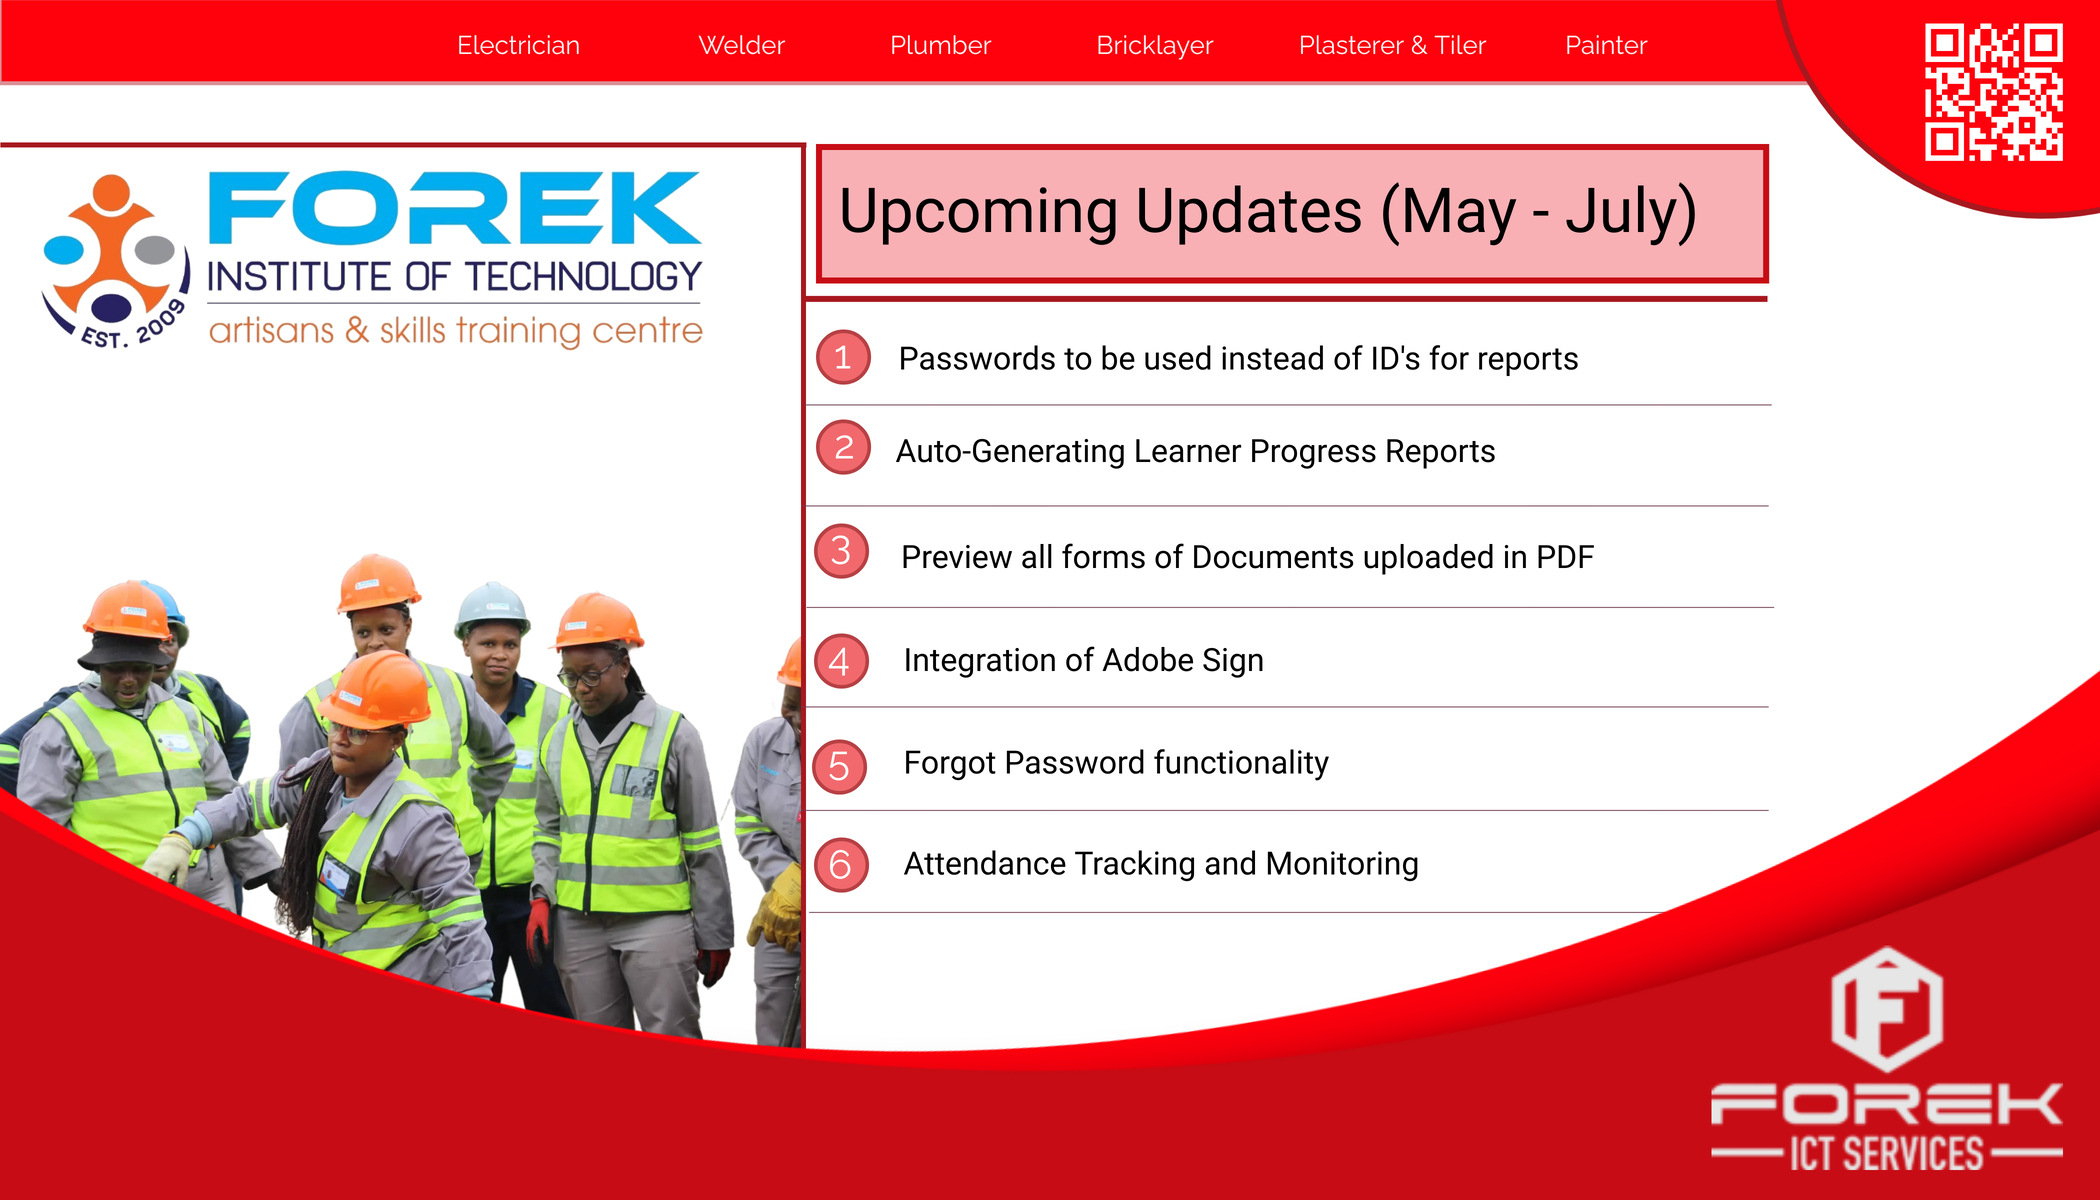 Electrician
Welder
Plumber
Bricklayer
Plasterer & Tiler
Painter
FOREK
INSTITUTE OF TECHNOLOGY
artisans & skills training centre
EST. 2009
Upcoming Updates (May - July)
1 Passwords to be used instead of ID's for reports
2 Auto-Generating Learner Progress Reports
3 Preview all forms of Documents uploaded in PDF
4 Integration of Adobe Sign
5 Forgot Password functionality
6 Attendance Tracking and Monitoring
F
FOREK
ICT SERVICES